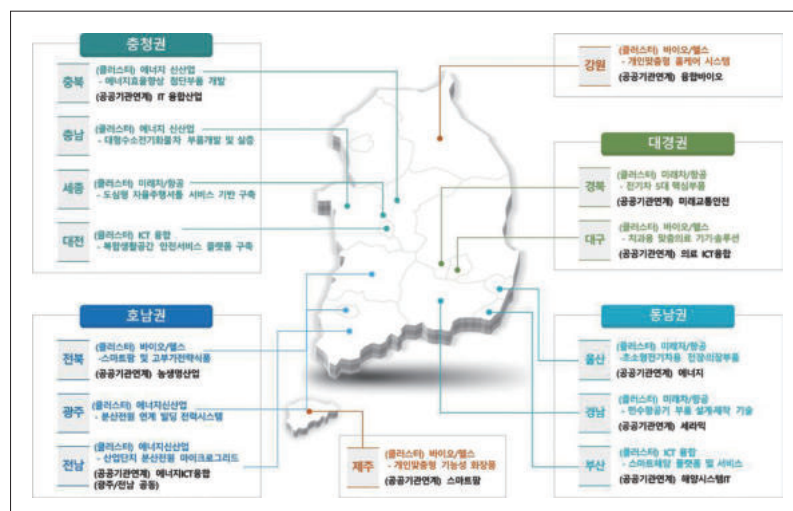 충청권
충북
(클러스터) 에너지 신산업
- 에너지효율향상 첨단부품 개발
(공공기관연계) IT 융합산업
충남
(클러스터) 에너지 신산업
- 대형수소전기화물차 부품개발 및 실증
세종
(클러스터) 미래차/항공
- 도심형 자율주행셔틀 서비스 기반 구축
대전
(클러스터) ICT 융합
- 복합생활공간 안전서비스 플랫폼 구축
강원
(클러스터) 바이오/헬스
- 개인맞춤형 홈케어 시스템
(공공기관연계) 융합바이오
대경권
경북
(클러스터) 미래차/항공
- 전기차 5대 핵심부품
(공공기관연계) 미래교통안전
대구
(클러스터) 바이오/헬스
- 치과용 맞춤의료 기기솔루션
(공공기관연계) 의료 ICT융합
호남권
전북
(클러스터) 바이오/헬스
-스마트팜 및 고부가전략식품
(공공기관연계) 농생명산업
광주
(클러스터) 에너지신산업
- 분산전원 연계 빌딩 전력시스템
전남
(클러스터) 에너지신산업
- 산업단지 분산전원 마이크로그리드
(공공기관연계) 에너지ICT융합
(광주/전남 공동)
제주
(클러스터) 바이오/헬스
- 개인맞춤형 기능성 화장품
(공공기관연계) 스마트팜
동남권
울산
(클러스터) 미래차/항공
-초소형전기차용 전장·의장부품
(공공기관연계) 에너지
경남
(클러스터) 미래차/항공
- 민수항공기 부품 설계·제작 기술
(공공기관연계) 세라믹
부산
(클러스터) ICT 융합
- 스마트해양 플랫폼 및 서비스
(공공기관연계) 해양시스템IT